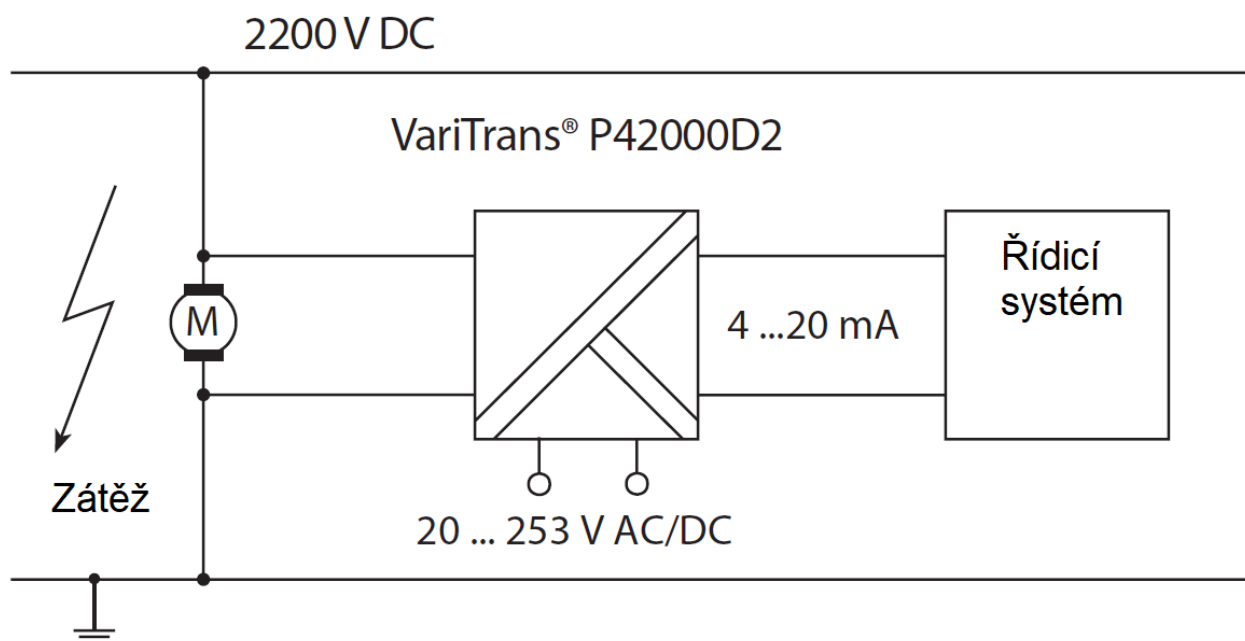 2200 V DC
VariTrans® P42000D2
M
4 ...20 mA
Řídicí
systém
Zátěž
20 ... 253 V AC/DC